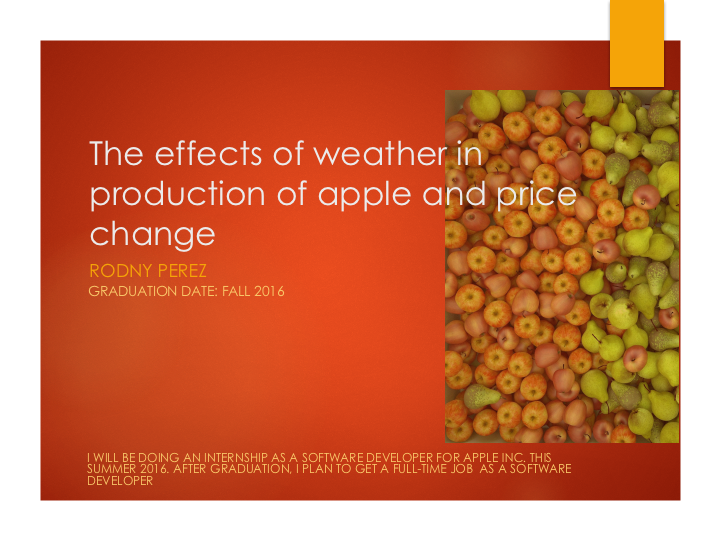 The effects of weather in
production of apple and price
change
RODNY PEREZ
GRADUATION DATE: FALL 2016
I WILL BE DOING AN INTERNSHIP AS A SOFTWARE DEVELOPER FOR APPLE INC. THIS
SUMMER 2016. AFTER GRADUATION, I PLAN TO GET A FULL-TIME JOB AS A SOFTWARE
DEVELOPER